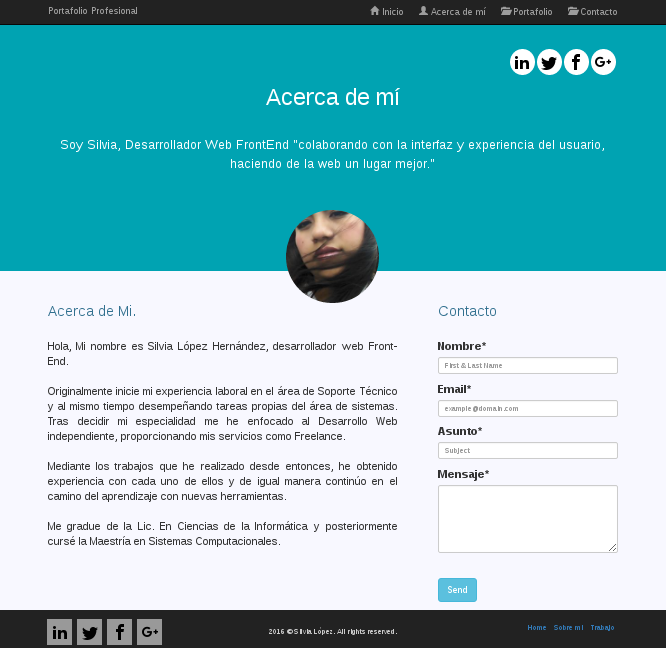 Portafolio Profesional
Inicio Acerca de mí Portafolio Contacto
Acerca de mí
Soy Silvia, Desarrollador Web FrontEnd "colaborando con la interfaz y experiencia del usuario,
haciendo de la web un lugar mejor."
Acerca de Mi.
Hola, Mi nombre es Silvia López Hernández, desarrollador web Front-
End.
Originalmente inicie mi experiencia laboral en el área de Soporte Técnico
y al mismo tiempo desempeñando tareas propias del área de sistemas.
Tras decidir mi especialidad me he enfocado al Desarrollo Web
independiente, proporcionando mis servicios como Freelance.
Mediante los trabajos que he realizado desde entonces, he obtenido
experiencia con cada uno de ellos y de igual manera continúo en el
camino del aprendizaje con nuevas herramientas.
Me gradue de la Lic. En Ciencias de la Informática y posteriormente
cursé la Maestría en Sistemas Computacionales.
Contacto
Nombre*
First & Last Name
Email*
example@domain.com
Asunto*
Subject
Mensaje*
Send
2016 © Silvia López. All rights reserved.
Home Sobre mi Trabajo